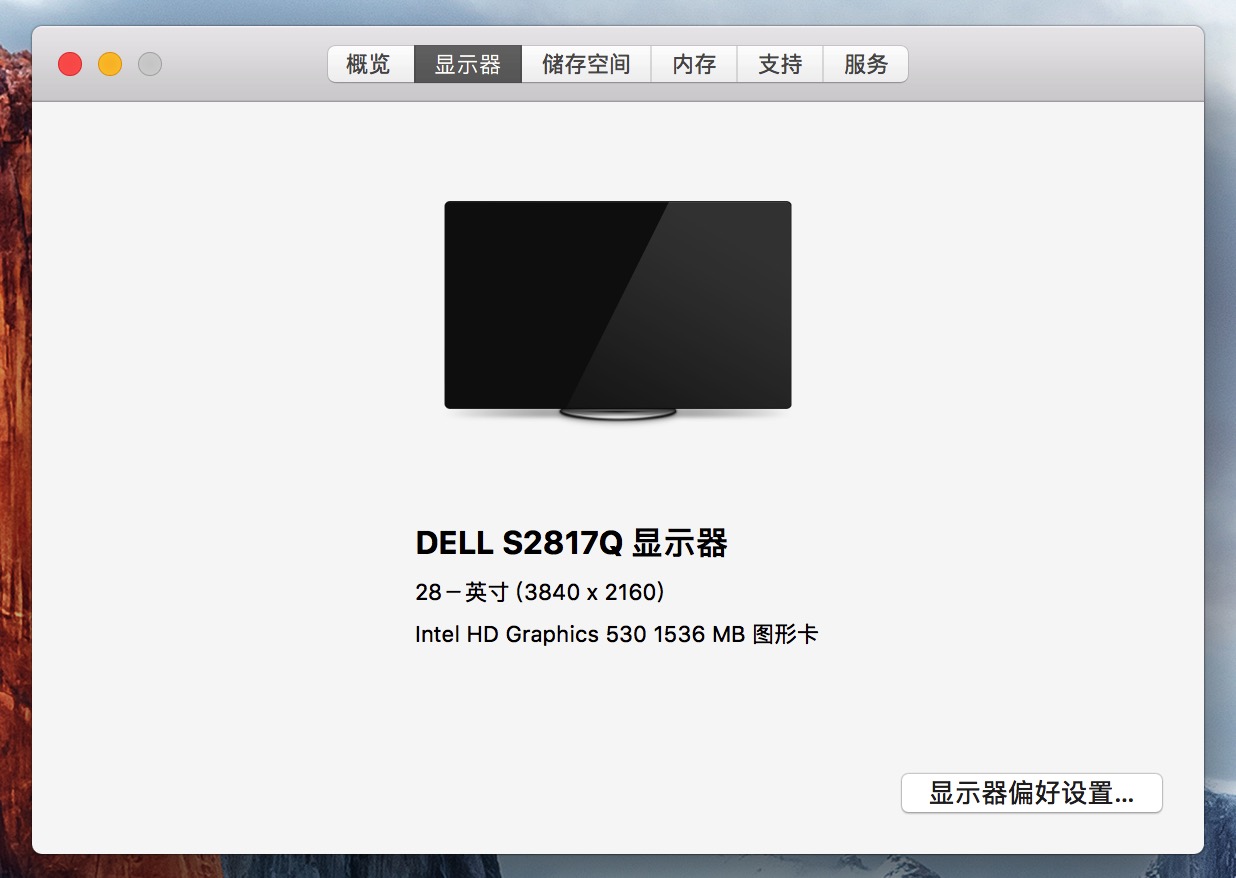 概览 显示器 储存空间 内存 支持 服务
DELL S2817Q 显示器
28－英寸 (3840 x 2160)
Intel HD Graphics 530 1536 MB 图形卡
显示器偏好设置...